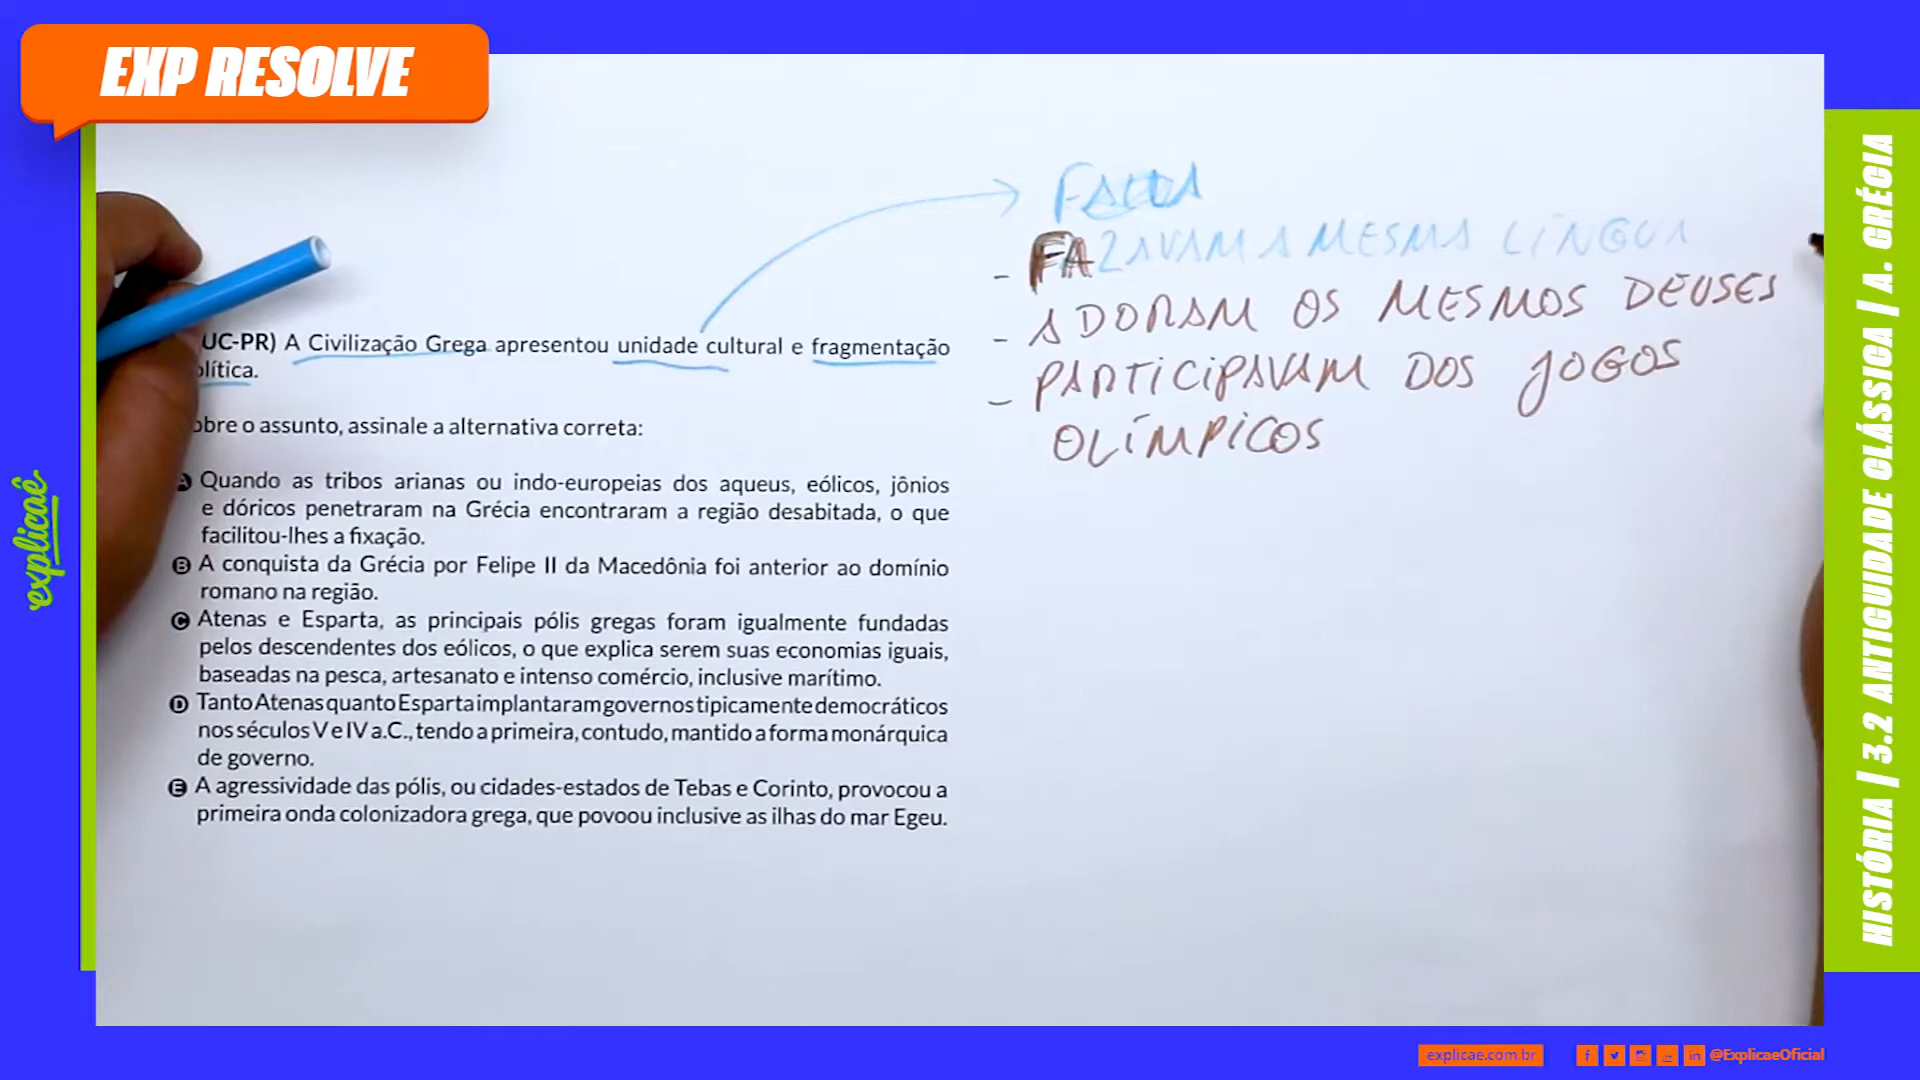 EXP RESOLVE
UC-PR) A Civilização Grega apresentou unidade cultural e fragmentação
olítica.
obre o assunto, assinale a alternativa correta:
A Quando as tribos arianas ou indo-europeias dos aqueus, eólicos, jônios
e dóricos penetraram na Grécia encontraram a região desabitada, o que
facilitou-lhes a fixação.
B A conquista da Grécia por Felipe II da Macedônia foi anterior ao domínio
romano na região.
C Atenas e Esparta, as principais pólis gregas foram igualmente fundadas
pelos descendentes dos eólicos, o que explica serem suas economias iguais,
baseadas na pesca, artesanato e intenso comércio, inclusive marítimo.
D Tanto Atenas quanto Esparta implantaram governos tipicamente democráticos
nos séculos V e IV a.C., tendo a primeira, contudo, mantido a forma monárquica
de governo.
E A agressividade das pólis, ou cidades-estados de Tebas e Corinto, provocou a
primeira onda colonizadora grega, que povoou inclusive as ilhas do mar Egeu.
- FALAVAM A MESMA LÍNGUA
- ADORAM OS MESMOS DEUSES
- PARTICIPAVAM DOS JOGOS
OLÍMPICOS
explicaê
HISTÓRIA | 3.2 ANTIGUIDADE CLÁSSICA | A. GRÉCIA
explicae.com.br
@ExplicaeOficial